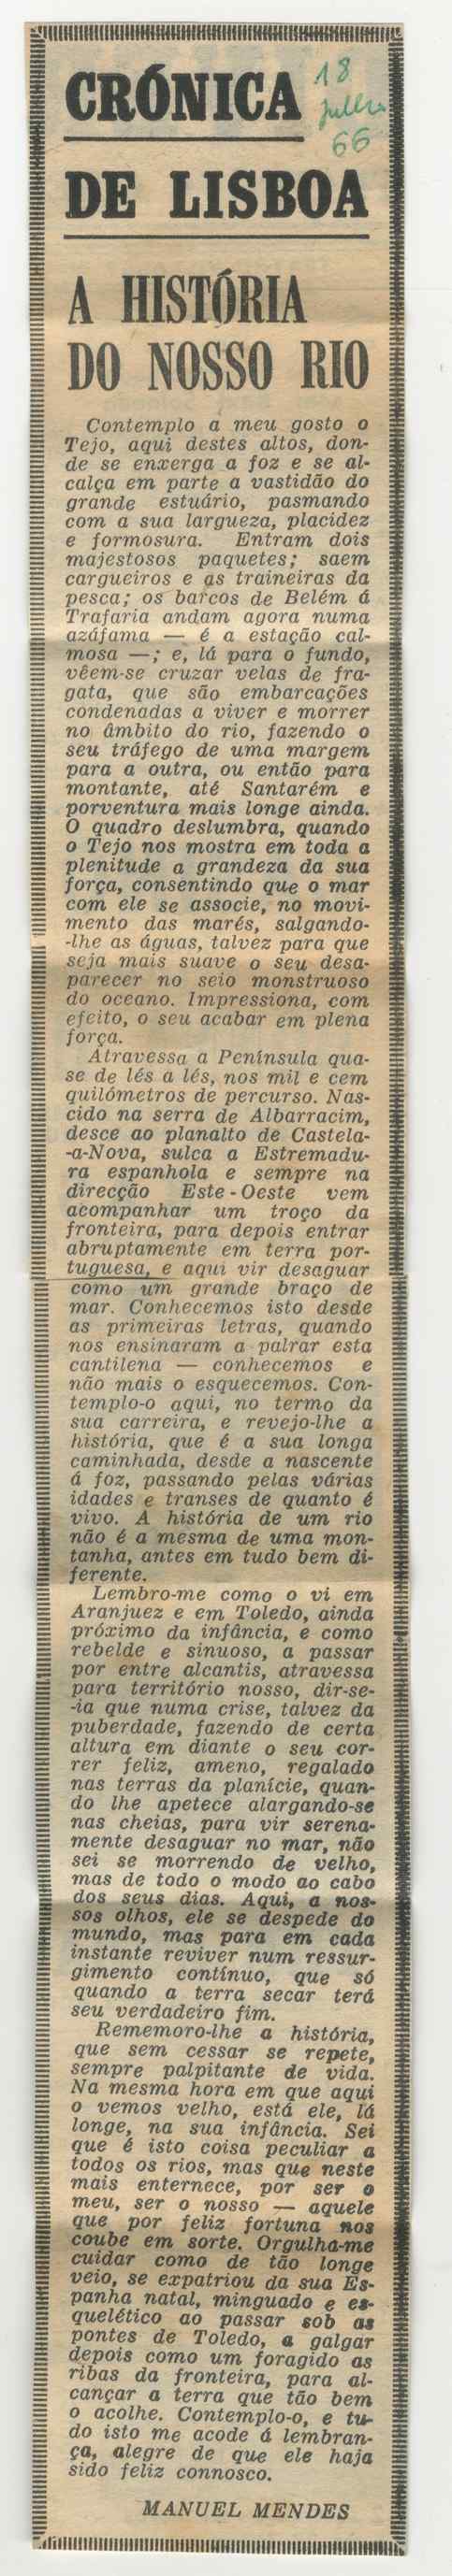 CRÓNICA
18
Julho
66
DE LISBOA
A HISTÓRIA
DO NOSSO RIO
Contemplo a meu gosto o
Tejo, aqui destes altos, don-
de se enxerga a foz e se al-
calça em parte a vastidão do
grande estuário, pasmando
com a sua largueza, placidez
e formosura. Entram dois
majestosos paquetes; saem
cargueiros e as traineiras da
pesca; os barcos de Belém á
Trafaria andam agora numa
azáfama — é a estação cal-
mosa —; e, lá para o fundo,
vêem-se cruzar velas de fra-
gata, que são embarcações
condenadas a viver e morrer
no âmbito do rio, fazendo o
seu tráfego de uma margem
para a outra, ou então para
montante, até Santarém e
porventura mais longe ainda.
O quadro deslumbra, quando
o Tejo nos mostra em toda a
plenitude a grandeza da sua
força, consentindo que o mar
com ele se associe, no movi-
mento das marés, salgando-
-lhe as águas, talvez para que
seja mais suave o seu desa-
parecer no seio monstruoso
do oceano. Impressiona, com
efeito, o seu acabar em plena
força.
Atravessa a Península qua-
se de lés a lés, nos mil e cem
quilómetros de percurso. Nas-
cido na serra de Albarracim,
desce ao planalto de Castela-
-a-Nova, sulca a Estremadu-
ra espanhola e sempre na
direcção Este-Oeste vem
acompanhar um troço da
fronteira, para depois entrar
abruptamente em terra por-
tuguesa, e aqui vir desaguar
como um grande braço de
mar. Conhecemos isto desde
as primeiras letras, quando
nos ensinaram a palrar esta
cantilena — conhecemos e
não mais o esquecemos. Con-
templo-o aqui, no termo da
sua carreira, e revejo-lhe a
história, que é a sua longa
caminhada, desde a nascente
á foz, passando pelas várias
idades e transes de quanto é
vivo. A história de um rio
não é a mesma de uma mon-
tanha, antes em tudo bem di-
ferente.
Lembro-me como o vi em
Aranjuez e em Toledo, ainda
próximo da infância, e como
rebelde e sinuoso, a passar
por entre alcantis, atravessa
para território nosso, dir-se-
-ia que numa crise, talvez da
puberdade, fazendo de certa
altura em diante o seu cor-
rer feliz, ameno, regalado
nas terras da planície, quan-
do lhe apetece alargando-se
nas cheias, para vir serena-
mente desaguar no mar, não
sei se morrendo de velho,
mas de todo o modo ao cabo
dos seus dias. Aqui, a nos-
sos olhos, ele se despede do
mundo, mas para em cada
instante reviver num ressur-
gimento contínuo, que só
quando a terra secar terá
seu verdadeiro fim.
Rememoro-lhe a história,
que sem cessar se repete,
sempre palpitante de vida.
Na mesma hora em que aqui
o vemos velho, está ele, lá
longe, na sua infância. Sei
que é isto coisa peculiar a
todos os rios, mas que neste
mais enternece, por ser o
meu, ser o nosso — aquele
que por feliz fortuna nos
coube em sorte. Orgulha-me
cuidar como de tão longe
veio, se expatriou da sua Es-
panha natal, minguado e es-
quelético ao passar sob as
pontes de Toledo, a galgar
depois como um foragido as
ribas da fronteira, para al-
cançar a terra que tão bem
o acolhe. Contemplo-o, e tu-
do isto me acode á lembran-
ça, alegre de que ele haja
sido feliz connosco.
MANUEL MENDES